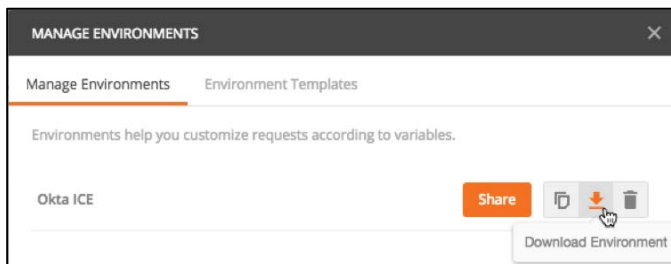 MANAGE ENVIRONMENTS
Manage Environments Environment Templates
Environments help you customize requests according to variables.
Okta ICE Share
Download Environment